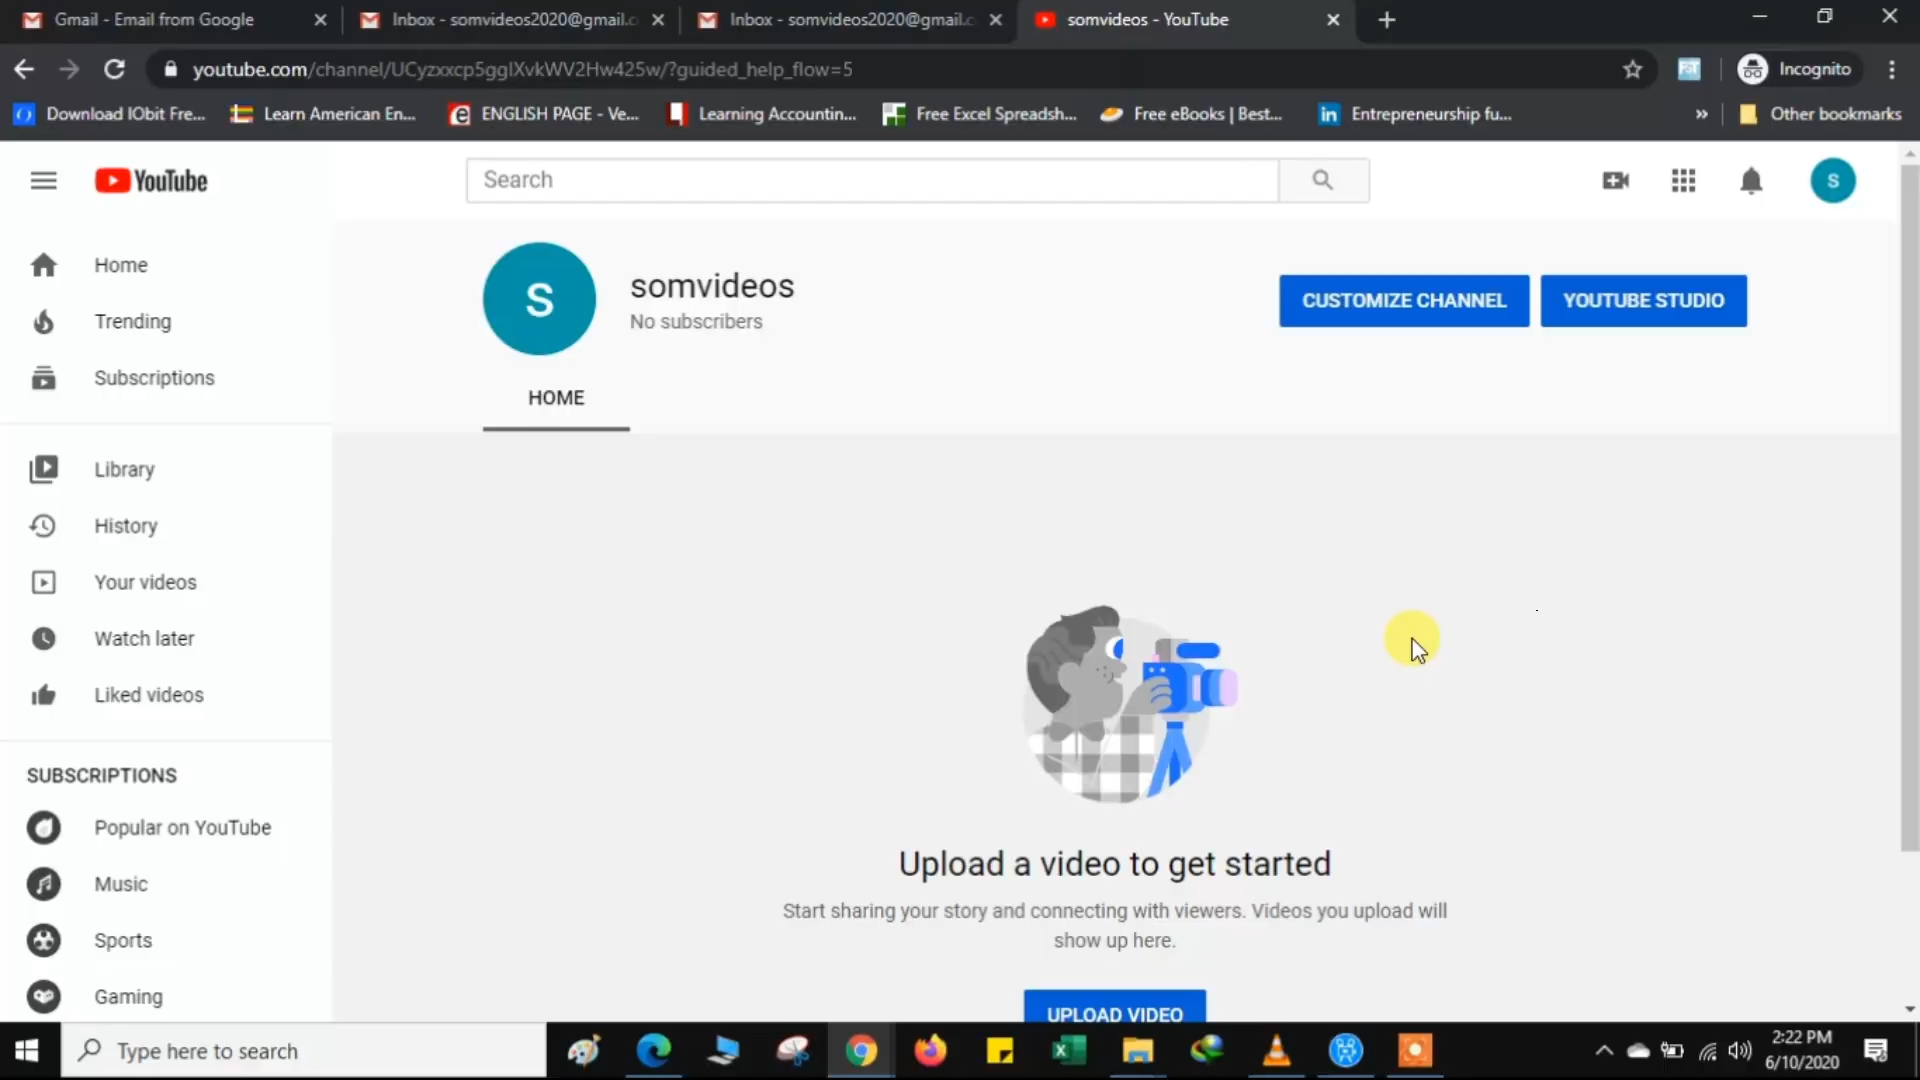 Gmail - Email from Google
Inbox - somvideos2020@gmail.c
Inbox - somvideos2020@gmail.c
somvideos - YouTube
youtube.com/channel/UCyzxxcp5gglXvkWV2Hw425w/?guided_help_flow=5
Incognito
Download IObit Fre...
Learn American En...
ENGLISH PAGE - Ve...
Learning Accountin...
Free Excel Spreadsh...
Free eBooks | Best...
Entrepreneurship fu...
»
Other bookmarks
YouTube
Search
S
Home
Trending
Subscriptions
Library
History
Your videos
Watch later
Liked videos
SUBSCRIPTIONS
Popular on YouTube
Music
Sports
Gaming
S
somvideos
No subscribers
CUSTOMIZE CHANNEL
YOUTUBE STUDIO
HOME
Upload a video to get started
Start sharing your story and connecting with viewers. Videos you upload will
show up here.
UPLOAD VIDEO
Type here to search
2:22 PM
6/10/2020